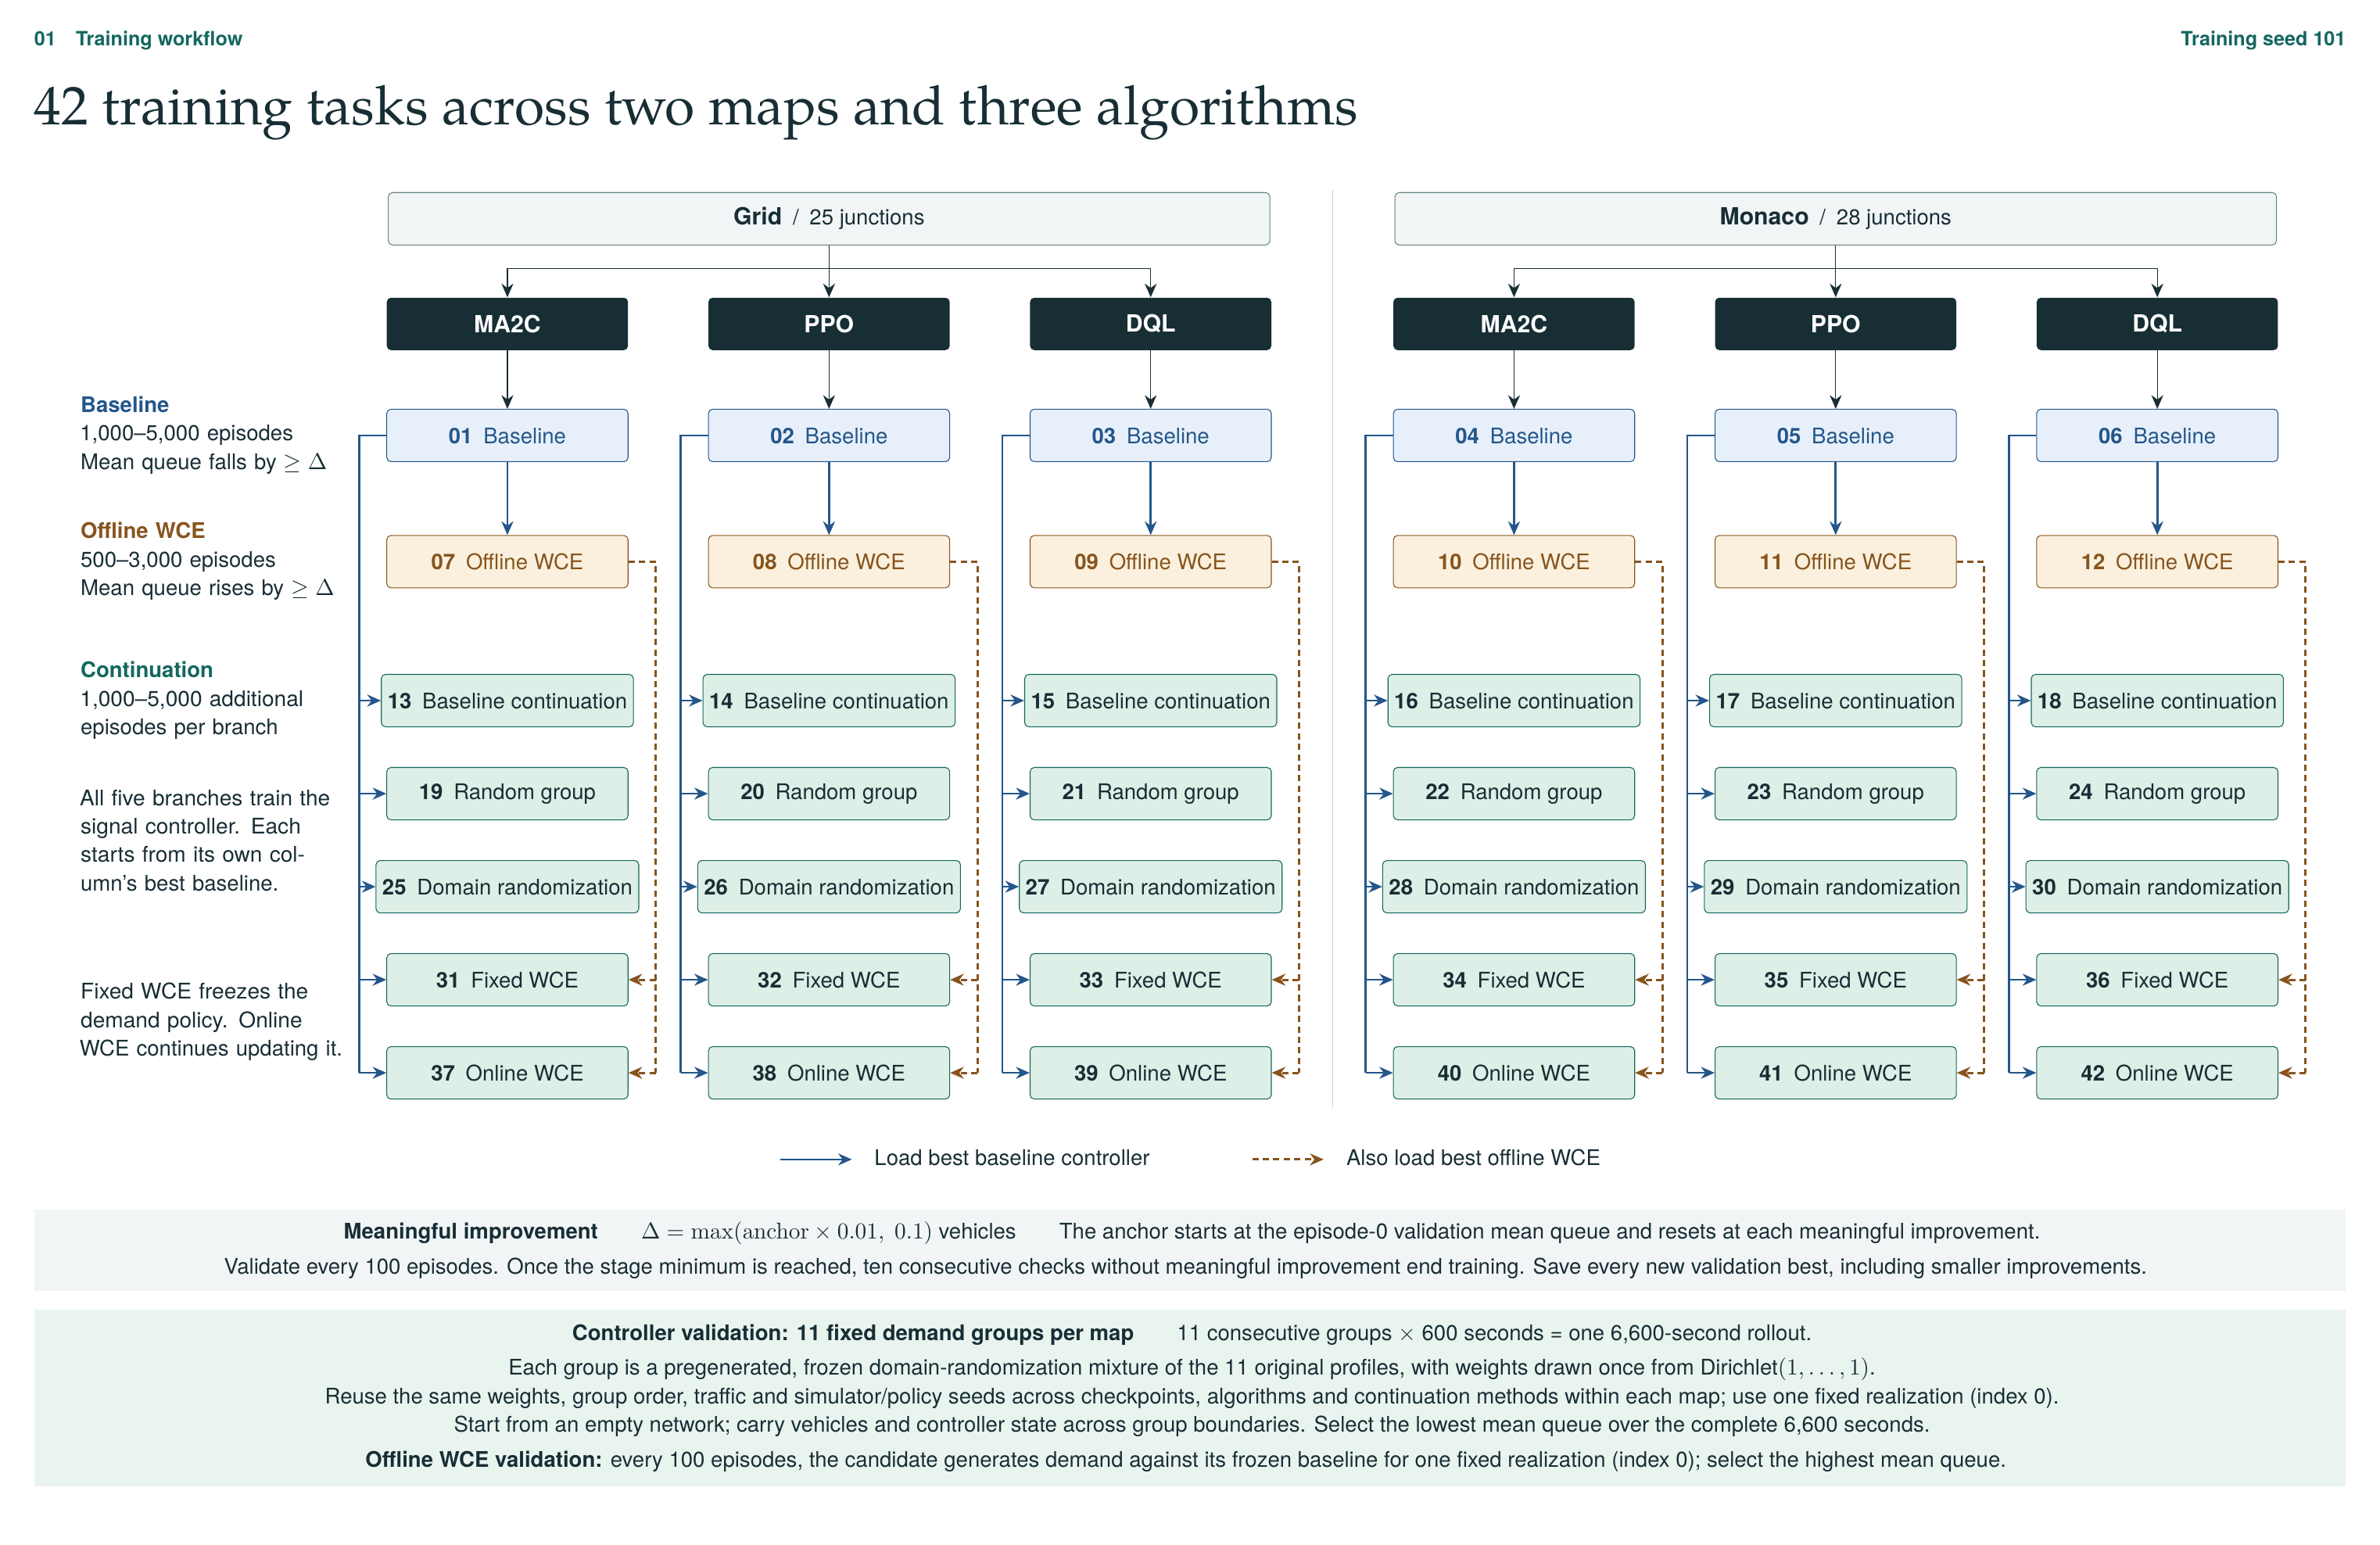 01 Training workflow
Training seed 101
42 training tasks across two maps and three algorithms
Grid / 25 junctions
Monaco / 28 junctions
MA2C
PPO
DQL
MA2C
PPO
DQL
Baseline
1,000–5,000 episodes
Mean queue falls by ≥ Δ
01 Baseline
02 Baseline
03 Baseline
04 Baseline
05 Baseline
06 Baseline
Offline WCE
500–3,000 episodes
Mean queue rises by ≥ Δ
07 Offline WCE
08 Offline WCE
09 Offline WCE
10 Offline WCE
11 Offline WCE
12 Offline WCE
Continuation
1,000–5,000 additional
episodes per branch
13 Baseline continuation
14 Baseline continuation
15 Baseline continuation
16 Baseline continuation
17 Baseline continuation
18 Baseline continuation
All five branches train the
signal controller. Each
starts from its own col-
umn's best baseline.
19 Random group
20 Random group
21 Random group
22 Random group
23 Random group
24 Random group
25 Domain randomization
26 Domain randomization
27 Domain randomization
28 Domain randomization
29 Domain randomization
30 Domain randomization
Fixed WCE freezes the
demand policy. Online
WCE continues updating it.
31 Fixed WCE
32 Fixed WCE
33 Fixed WCE
34 Fixed WCE
35 Fixed WCE
36 Fixed WCE
37 Online WCE
38 Online WCE
39 Online WCE
40 Online WCE
41 Online WCE
42 Online WCE
Load best baseline controller
Also load best offline WCE
Meaningful improvement Δ = max(anchor × 0.01, 0.1) vehicles The anchor starts at the episode-0 validation mean queue and resets at each meaningful improvement.
Validate every 100 episodes. Once the stage minimum is reached, ten consecutive checks without meaningful improvement end training. Save every new validation best, including smaller improvements.
Controller validation: 11 fixed demand groups per map 11 consecutive groups × 600 seconds = one 6,600-second rollout.
Each group is a pregenerated, frozen domain-randomization mixture of the 11 original profiles, with weights drawn once from Dirichlet(1, . . . , 1).
Reuse the same weights, group order, traffic and simulator/policy seeds across checkpoints, algorithms and continuation methods within each map; use one fixed realization (index 0).
Start from an empty network; carry vehicles and controller state across group boundaries. Select the lowest mean queue over the complete 6,600 seconds.
Offline WCE validation: every 100 episodes, the candidate generates demand against its frozen baseline for one fixed realization (index 0); select the highest mean queue.